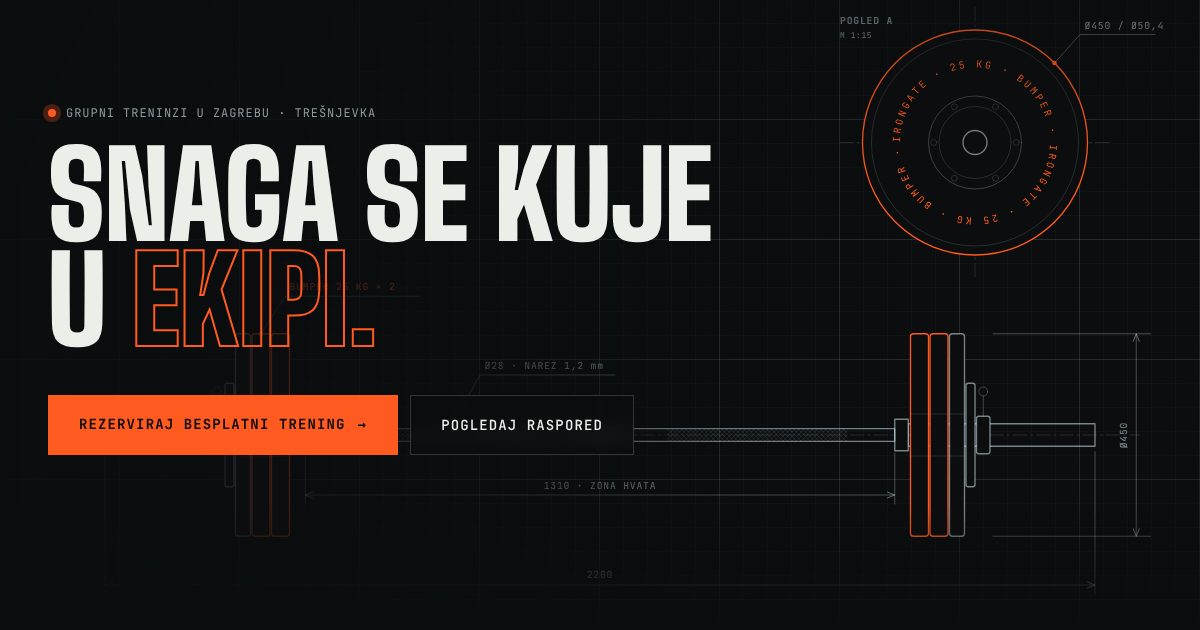 POGLED A
M 1:15
Ø450 / Ø50,4
IRONGATE · 25 KG · BUMPER · IRONGATE · 25 KG · BUMPER ·
GRUPNI TRENINZI U ZAGREBU · TREŠNJEVKA
SNAGA SE KUJE
U EKIPI.
BUMPER 25 KG × 2
Ø28 · NAREZ 1,2 mm
REZERVIRAJ BESPLATNI TRENING →
POGLEDAJ RASPORED
Ø450
1310 · ZONA HVATA
2200